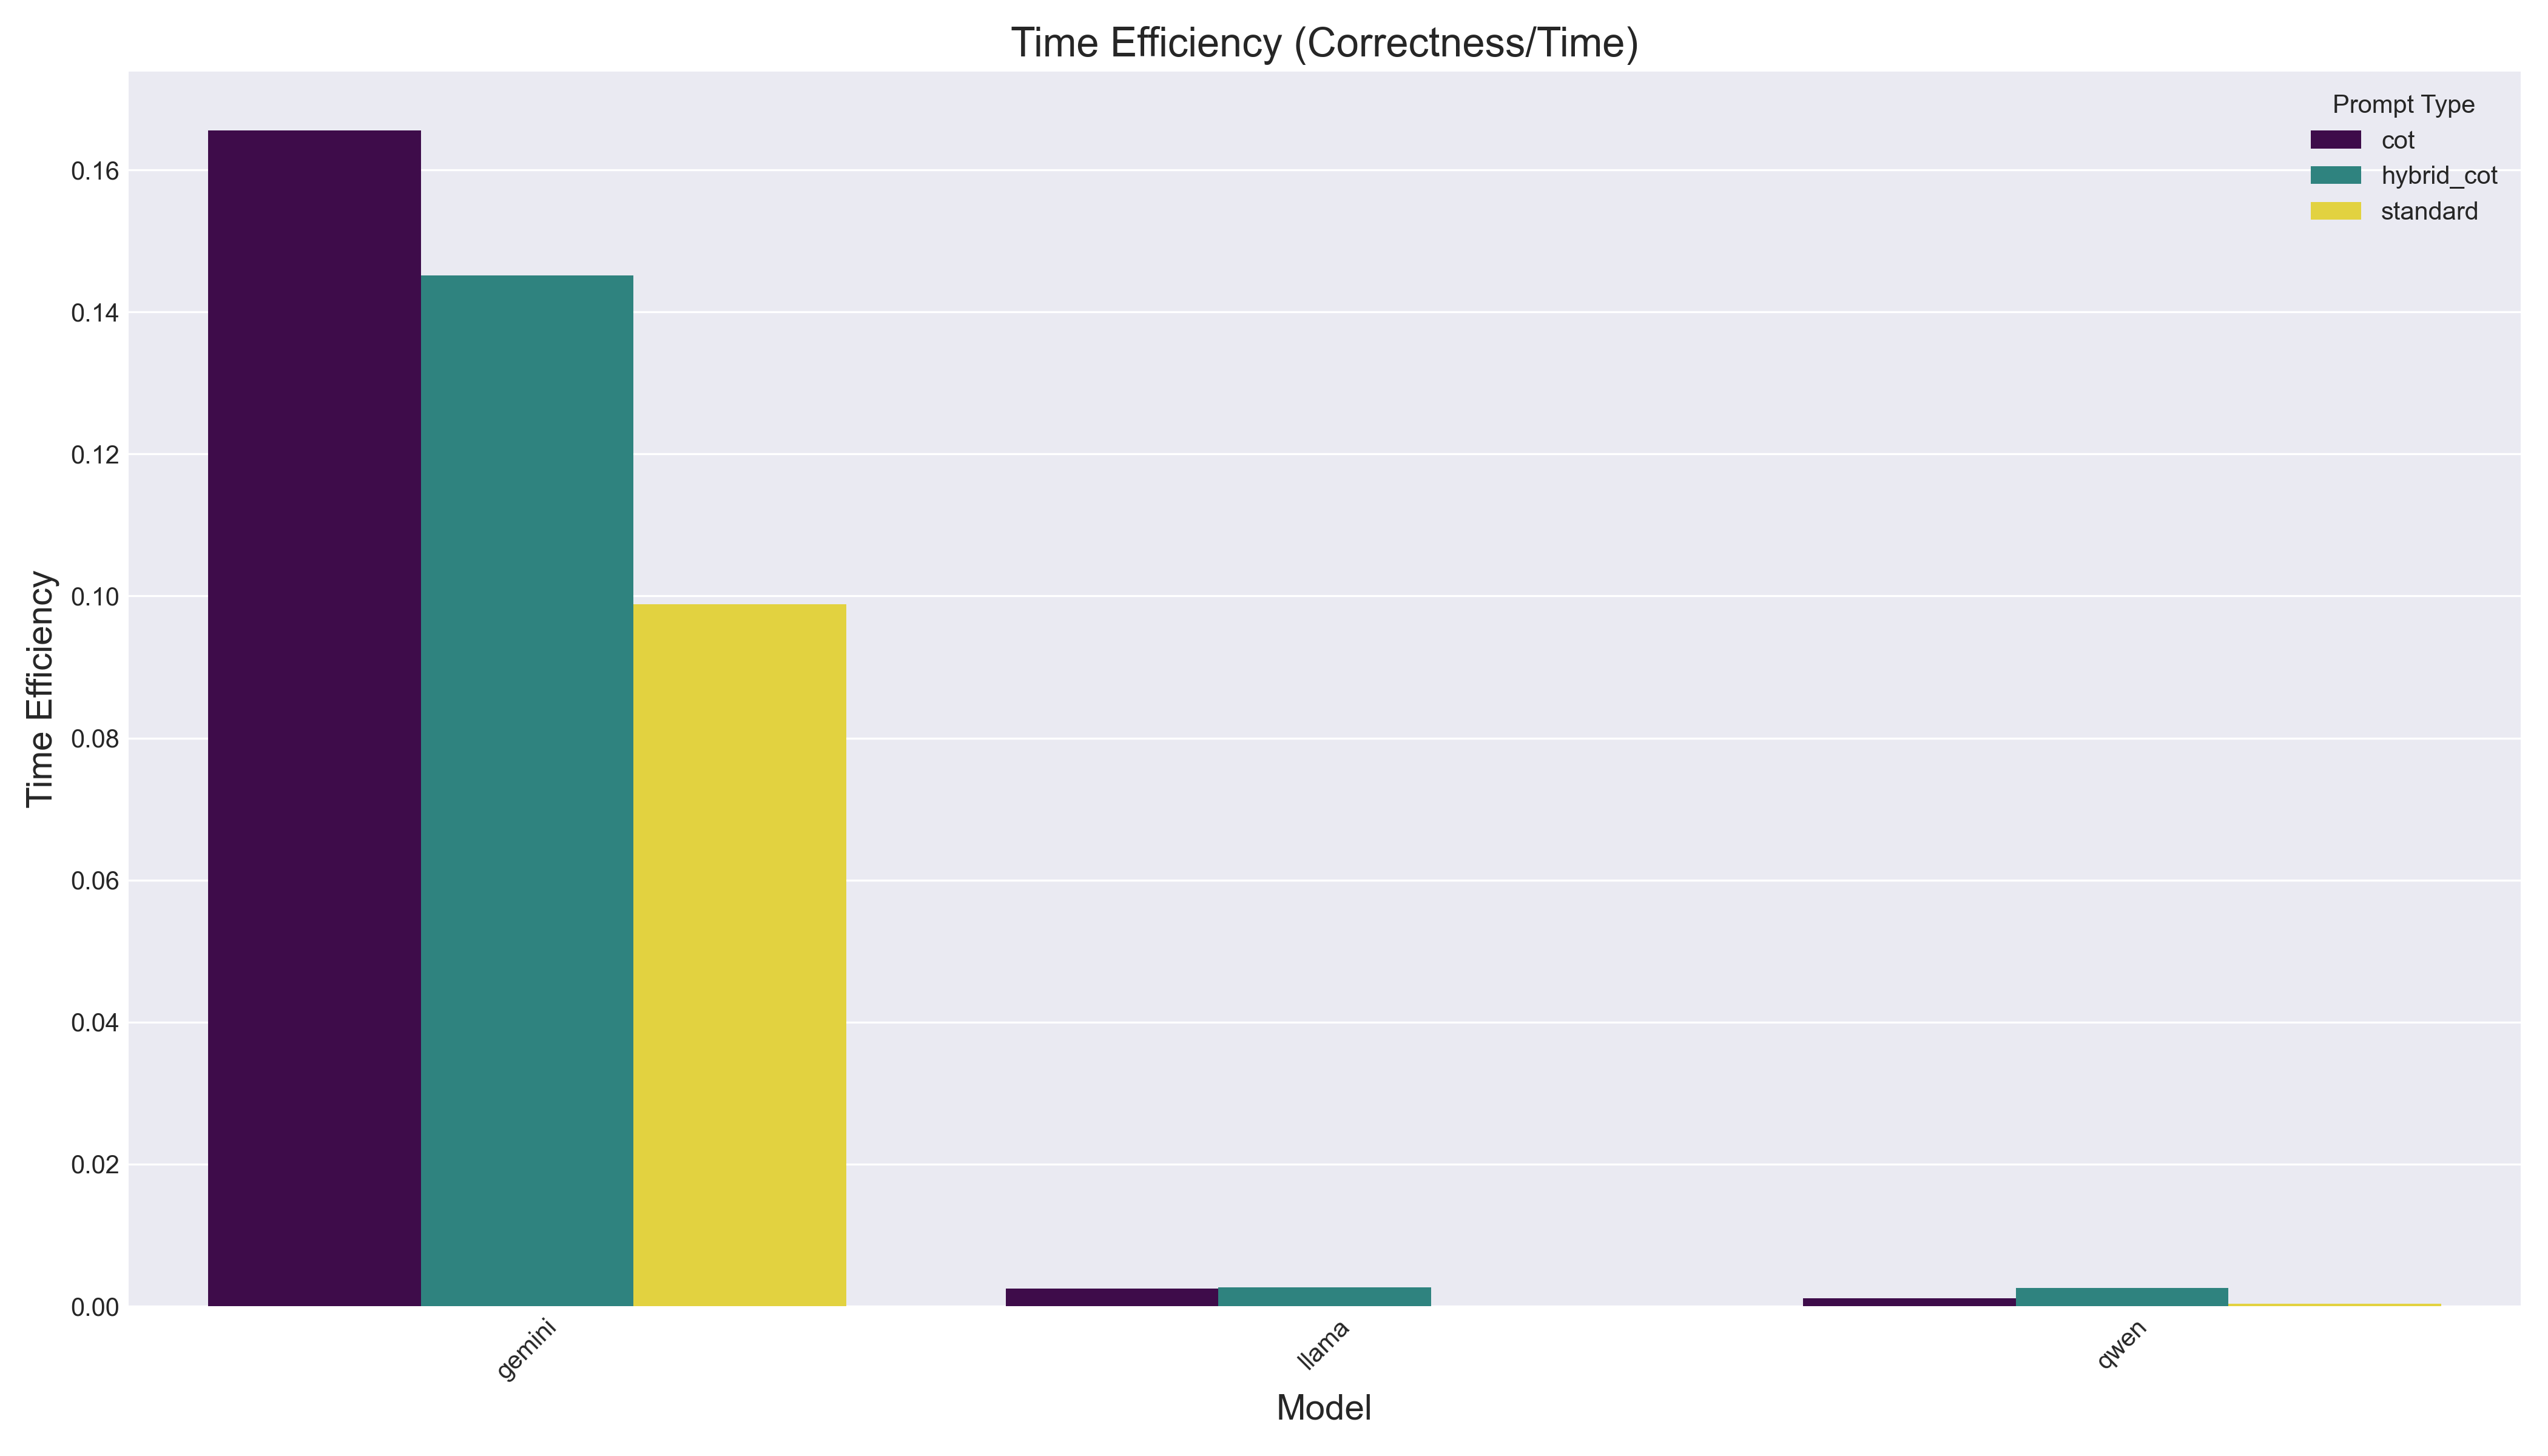 Time Efficiency (Correctness/Time)
Prompt Type
cot
hybrid_cot
standard
Time Efficiency
0.16
0.14
0.12
0.10
0.08
0.06
0.04
0.02
0.00
gemini
llama
qwen
Model